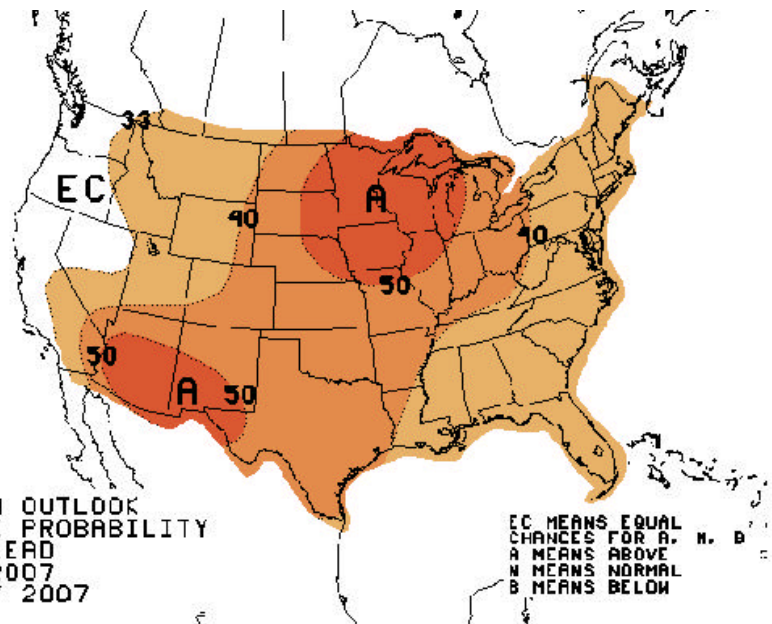 33
EC
A
40
40
50
50
A
50
OUTLOOK
PROBABILITY
EAD
2007
2007
EC MEANS EQUAL
CHANCES FOR A, N, B
A MEANS ABOVE
N MEANS NORMAL
B MEANS BELOW